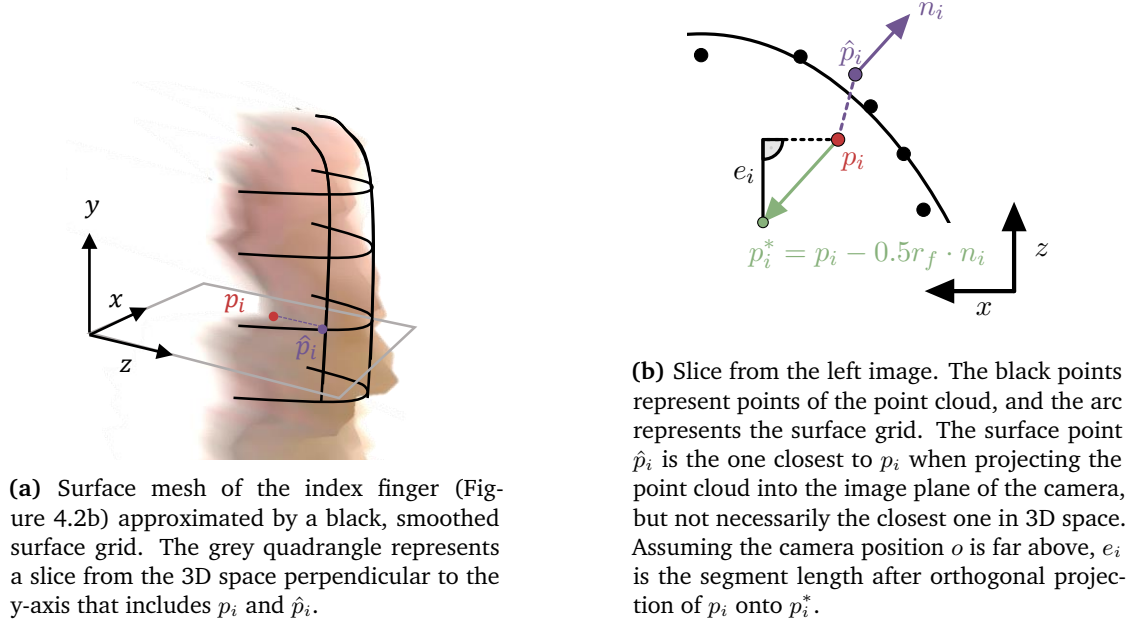 y
x
z
p_i
p̂_i
(a) Surface mesh of the index finger (Fig-
ure 4.2b) approximated by a black, smoothed
surface grid. The grey quadrangle represents
a slice from the 3D space perpendicular to the
y-axis that includes p_i and p̂_i.
n_i
p̂_i
p_i
e_i
p_i^* = p_i − 0.5r_f · n_i
z
x
(b) Slice from the left image. The black points
represent points of the point cloud, and the arc
represents the surface grid. The surface point
p̂_i is the one closest to p_i when projecting the
point cloud into the image plane of the camera,
but not necessarily the closest one in 3D space.
Assuming the camera position o is far above, e_i
is the segment length after orthogonal projec-
tion of p_i onto p_i^*.